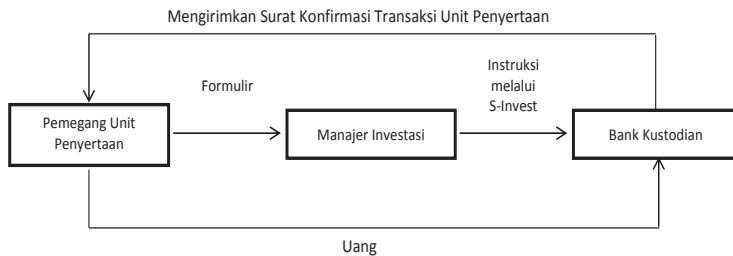 Mengirimkan Surat Konfirmasi Transaksi Unit Penyertaan
Formulir
Instruksi
melalui
S-Invest
Pemegang Unit
Penyertaan
Manajer Investasi
Bank Kustodian
Uang